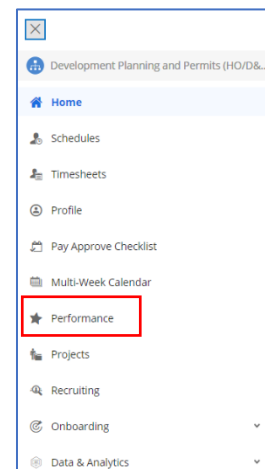 Development Planning and Permits (HO/D&...
Home
Schedules
Timesheets
Profile
Pay Approve Checklist
Multi-Week Calendar
Performance
Projects
Recruiting
Onboarding
Data & Analytics